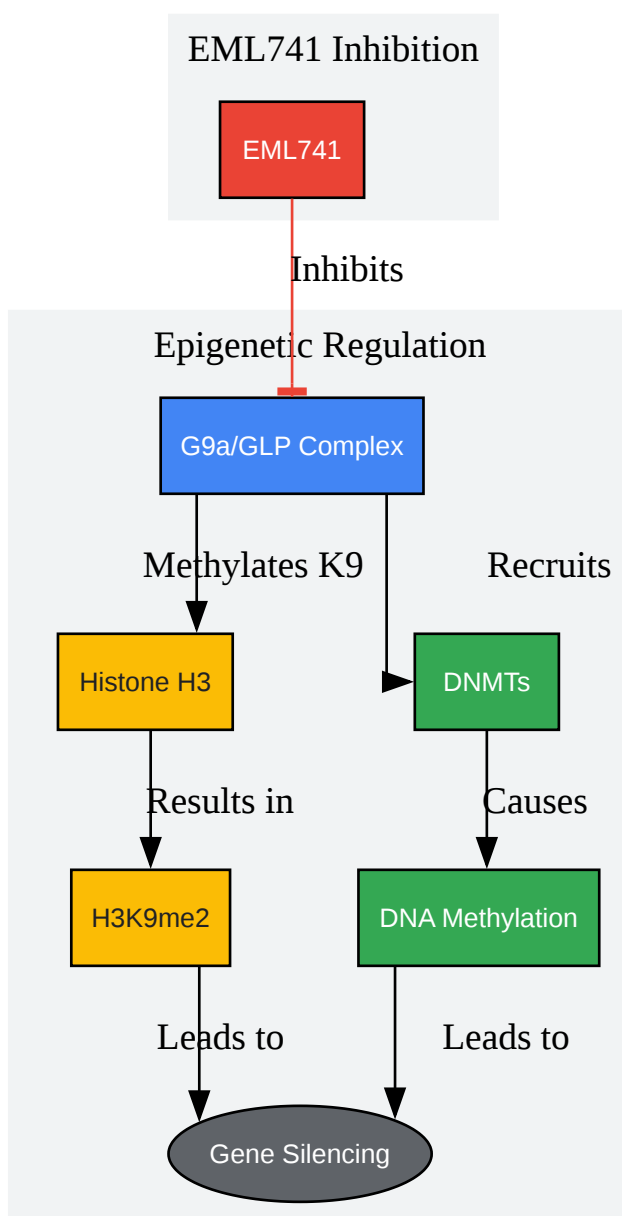 EML741 Inhibition
EML741
Inhibits
Epigenetic Regulation
G9a/GLP Complex
Methylates K9
Recruits
Histone H3
DNMTs
Results in
Causes
H3K9me2
DNA Methylation
Leads to
Leads to
Gene Silencing